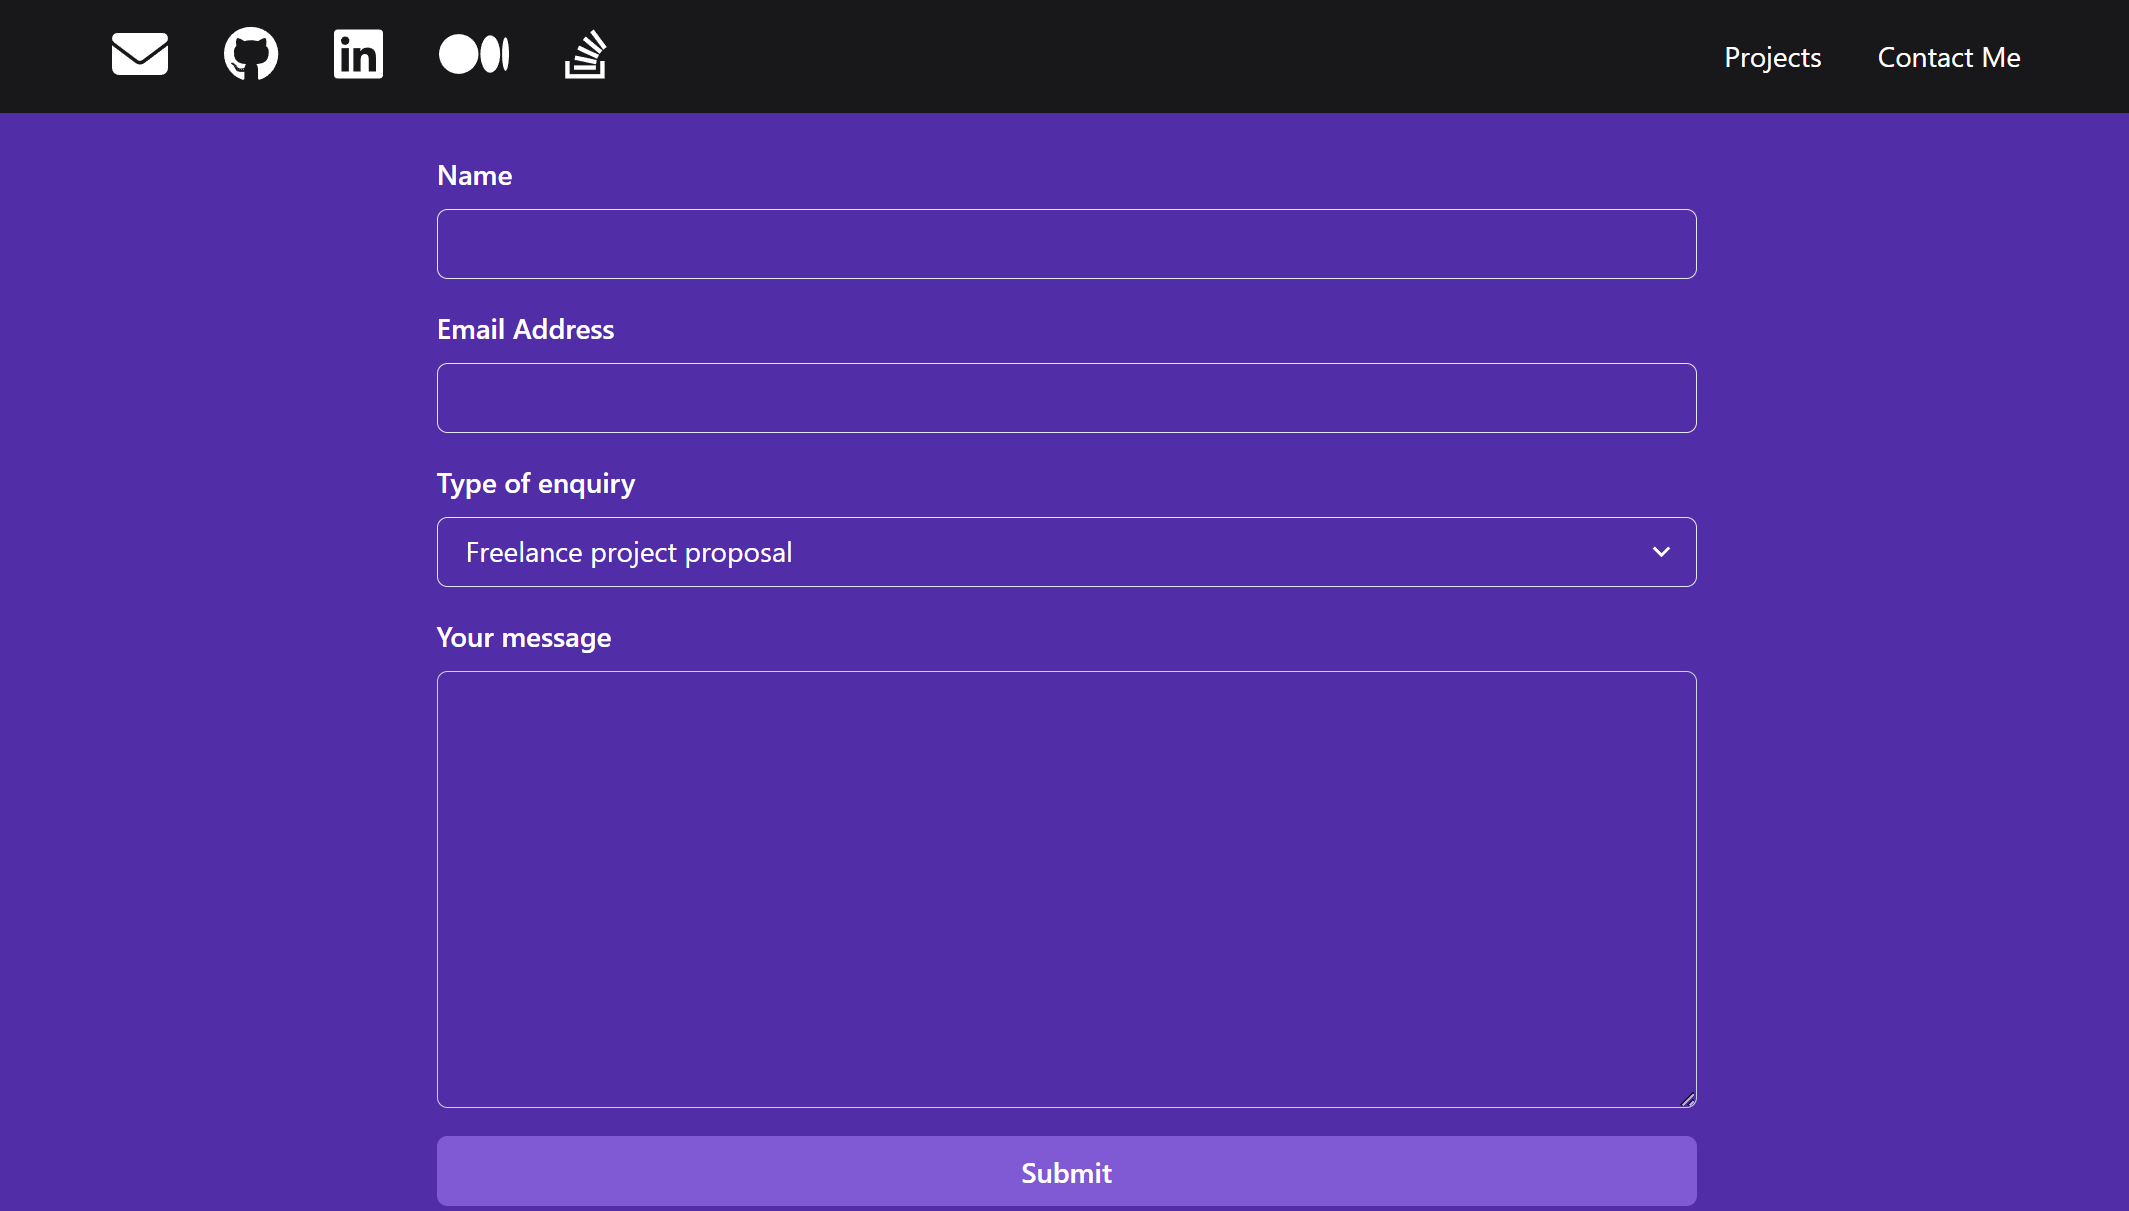 Projects Contact Me
Name
Email Address
Type of enquiry
Freelance project proposal
Your message
Submit